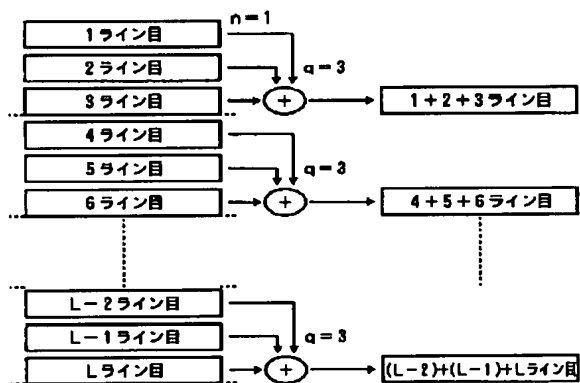 n=1
1ライン目
2ライン目
q=3
3ライン目
+
1+2+3ライン目
4ライン目
5ライン目
q=3
6ライン目
+
4+5+6ライン目
L-2ライン目
L-1ライン目
q=3
Lライン目
+
(L-2)+(L-1)+Lライン目